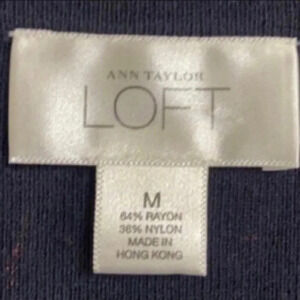 ANN TAYLOR
LOFT
M
64% RAYON
36% NYLON
MADE IN
HONG KONG